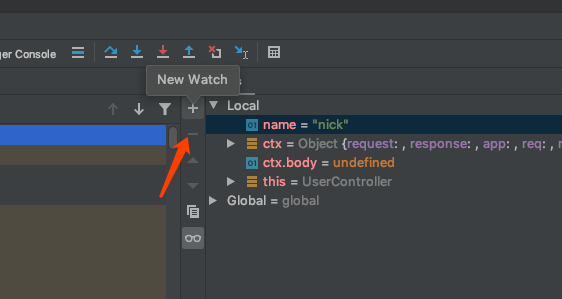 ger Console
New Watch
s
Local
name = "nick"
ctx = Object {request: , response: , app: , req: ,
ctx.body = undefined
this = UserController
Global = global